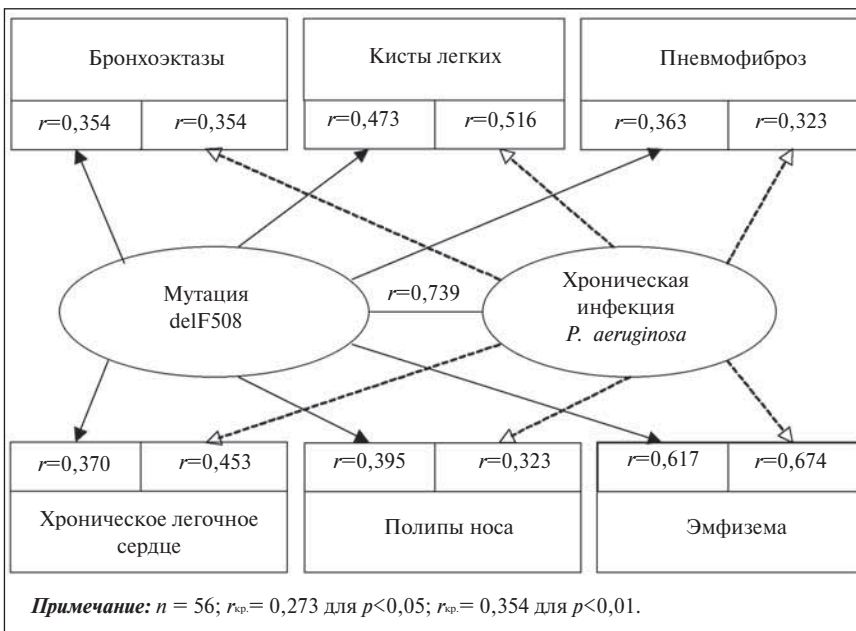 Бронхоэктазы
Кисты легких
Пневмофиброз
r=0,354 r=0,354
r=0,473 r=0,516
r=0,363 r=0,323
Мутация
delF508
r=0,739
Хроническая
инфекция
P. aeruginosa
r=0,370 r=0,453
r=0,395 r=0,323
r=0,617 r=0,674
Хроническое легочное
сердце
Полипы носа
Эмфизема
Примечание: n = 56; rкр.= 0,273 для p<0,05; rкр.= 0,354 для p<0,01.